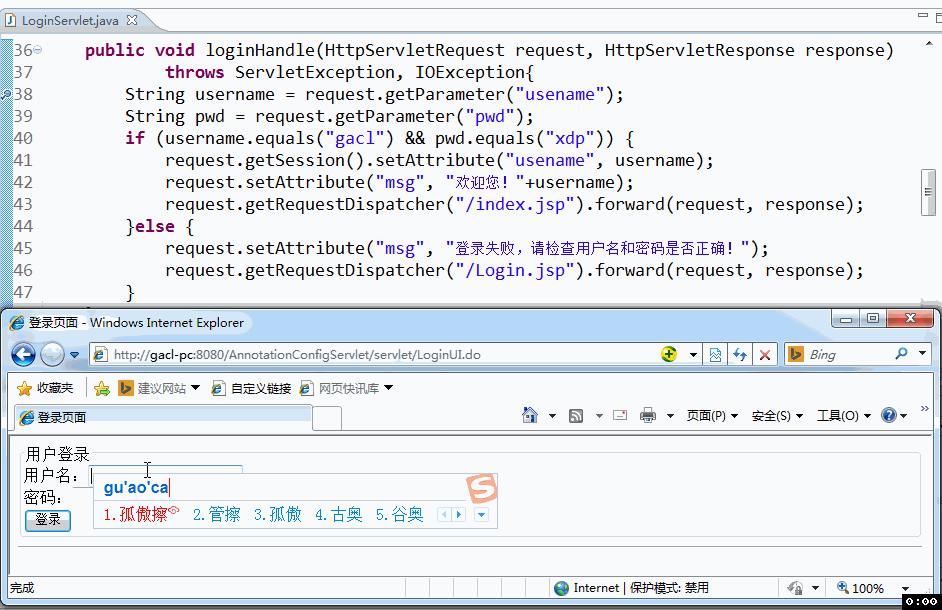 LoginServlet.java
36 public void loginHandle(HttpServletRequest request, HttpServletResponse response)
37 throws ServletException, IOException{
38 String username = request.getParameter("usename");
39 String pwd = request.getParameter("pwd");
40 if (username.equals("gacl") && pwd.equals("xdp")) {
41 request.getSession().setAttribute("usename", username);
42 request.setAttribute("msg", "欢迎您！"+username);
43 request.getRequestDispatcher("/index.jsp").forward(request, response);
44 }else {
45 request.setAttribute("msg", "登录失败，请检查用户名和密码是否正确！");
46 request.getRequestDispatcher("/Login.jsp").forward(request, response);
47 }
登录页面 - Windows Internet Explorer
http://gacl-pc:8080/AnnotationConfigServlet/servlet/LoginUI.do
Bing
收藏夹 建议网站 自定义链接 网页快讯库
登录页面
页面(P) 安全(S) 工具(O)
用户登录
用户名：
gu'ao'ca
密码：
1.孤傲擦 2.管擦 3.孤傲 4.古奥 5.谷奥
登录
完成
Internet | 保护模式: 禁用
100%
0:00